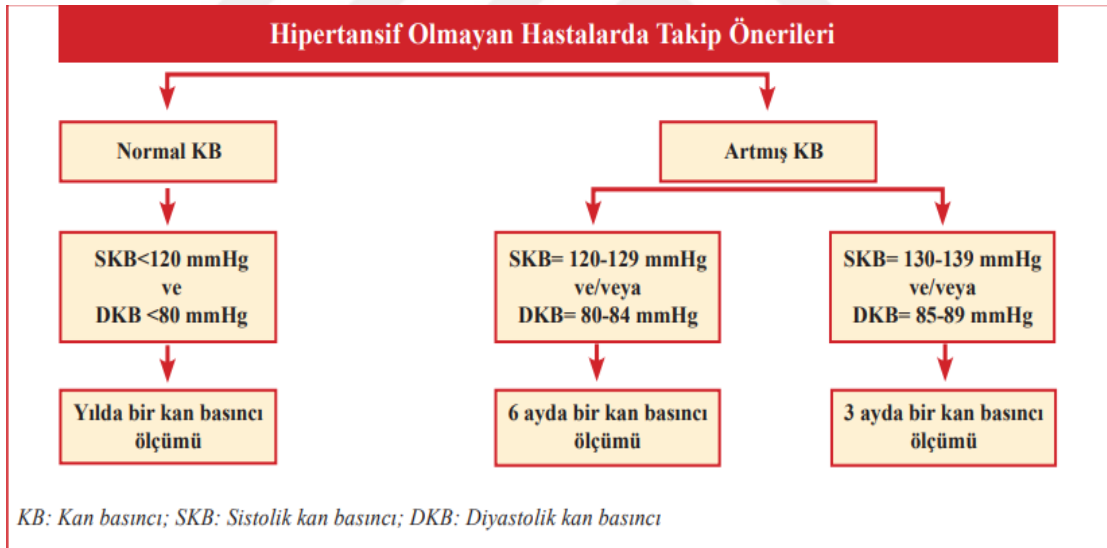 Hipertansif Olmayan Hastalarda Takip Önerileri
Normal KB
Artmış KB
SKB<120 mmHg
ve
DKB <80 mmHg
SKB= 120-129 mmHg
ve/veya
DKB= 80-84 mmHg
SKB= 130-139 mmHg
ve/veya
DKB= 85-89 mmHg
Yılda bir kan basıncı
ölçümü
6 ayda bir kan basıncı
ölçümü
3 ayda bir kan basıncı
ölçümü
KB: Kan basıncı; SKB: Sistolik kan basıncı; DKB: Diyastolik kan basıncı